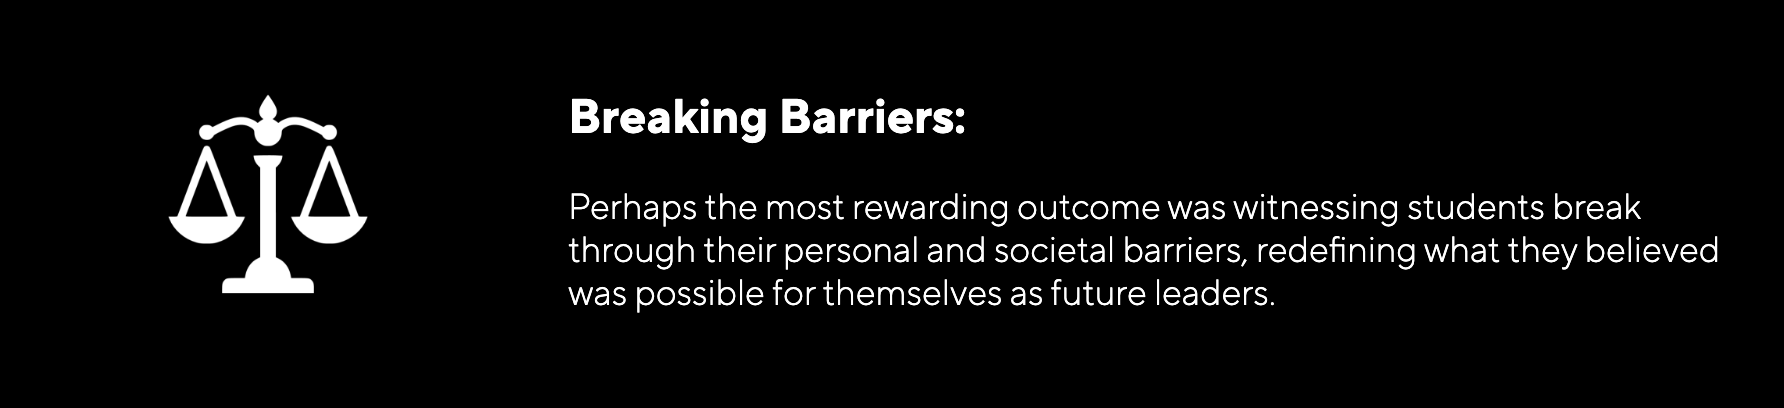 Breaking Barriers:
Perhaps the most rewarding outcome was witnessing students break
through their personal and societal barriers, redefining what they believed
was possible for themselves as future leaders.